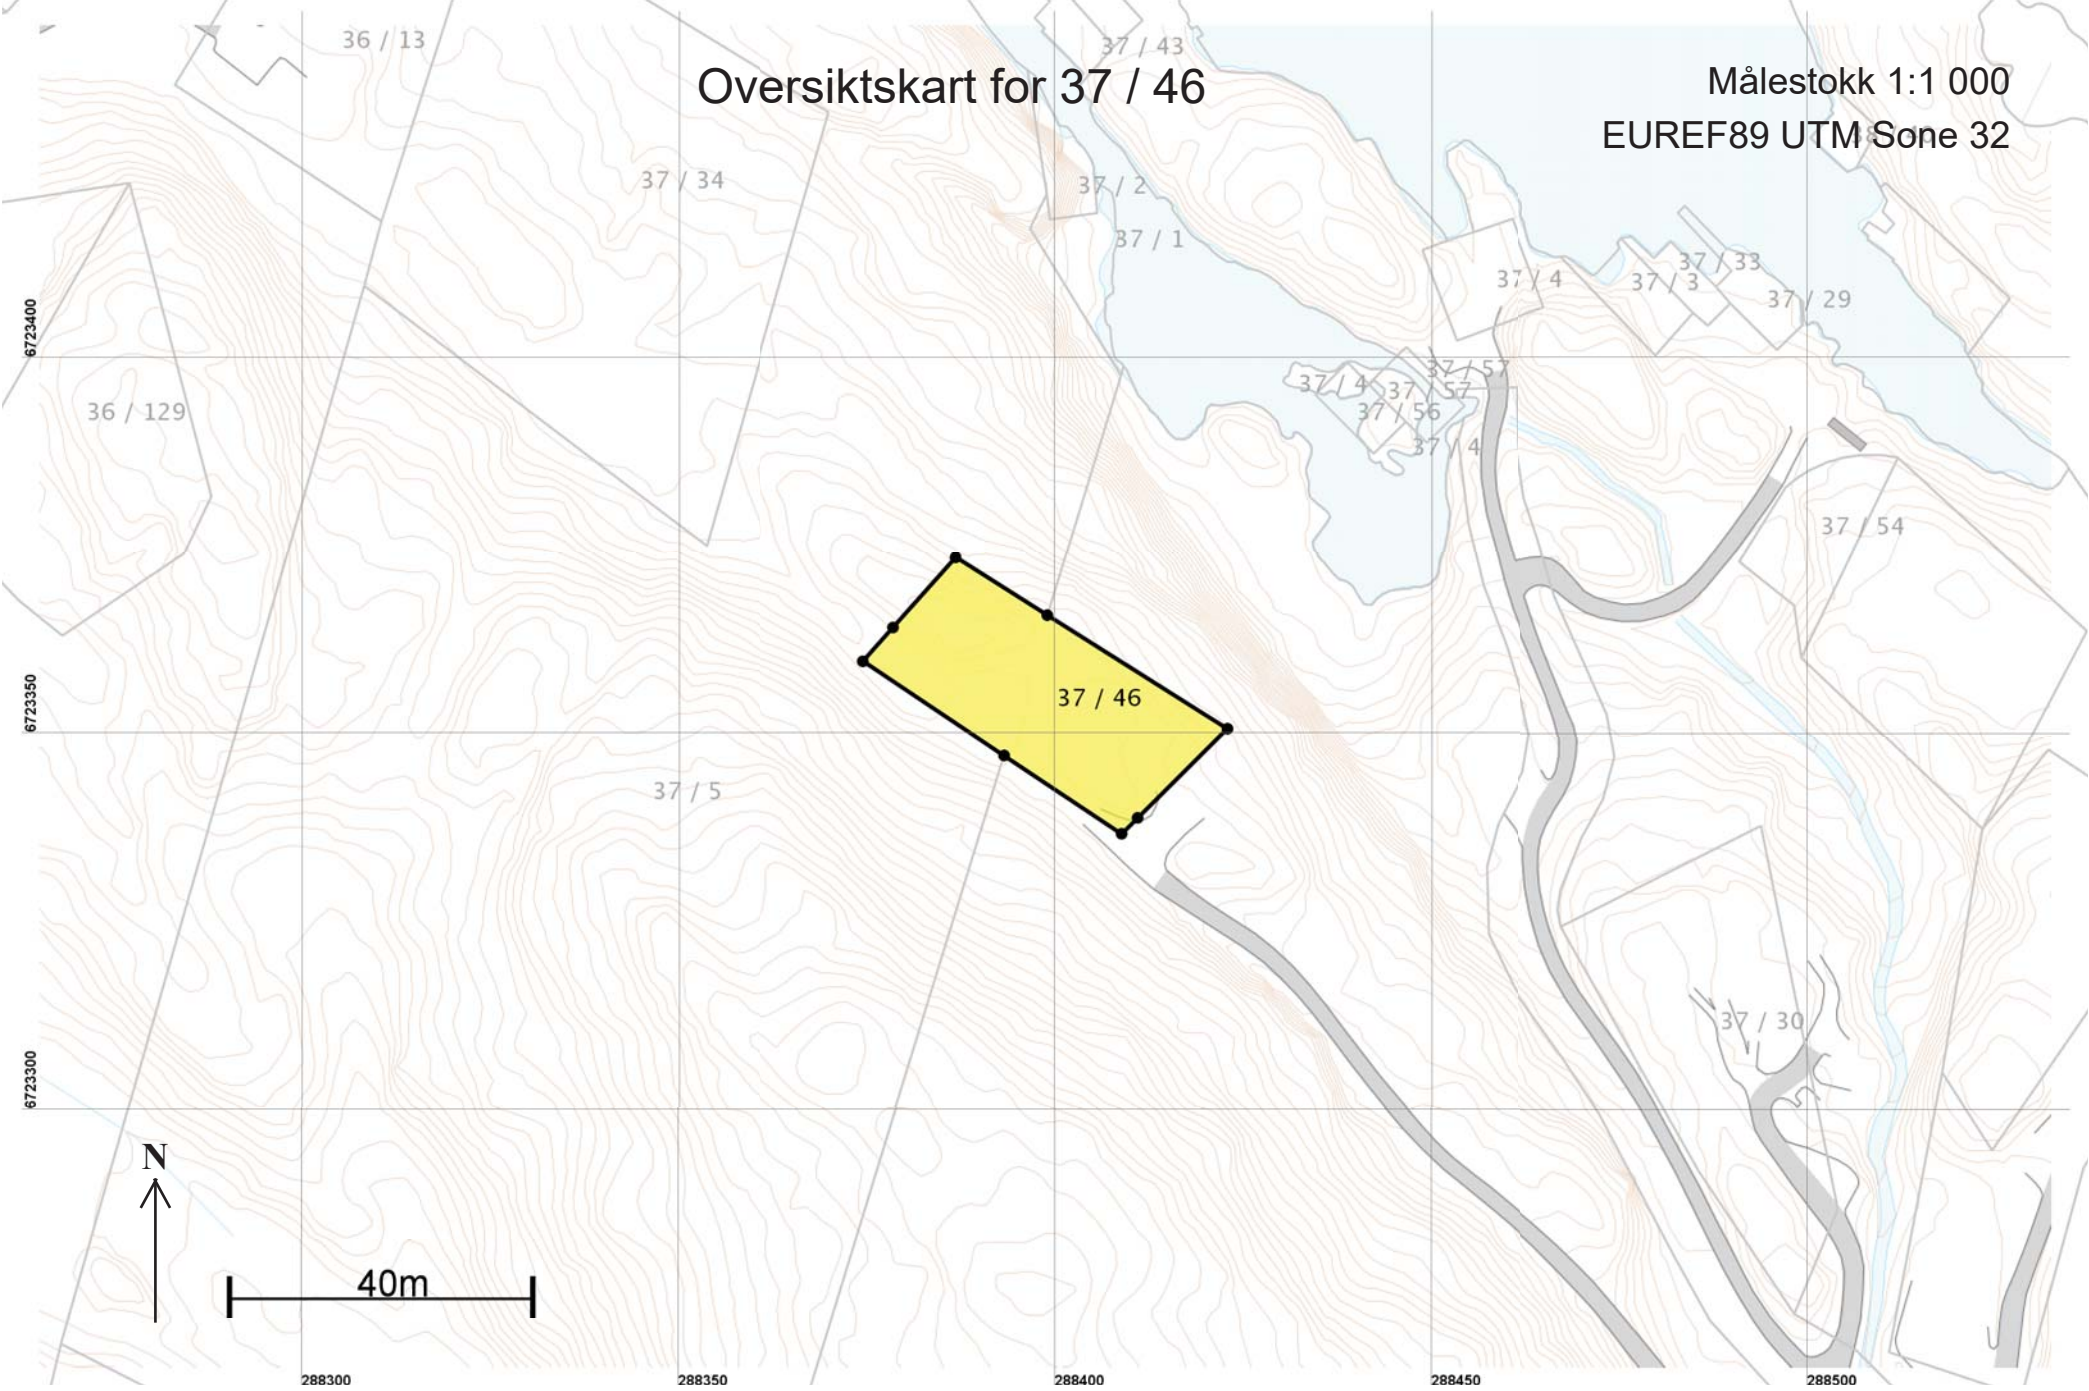 36 / 13
37 / 43
Oversiktskart for 37 / 46
Målestokk 1:1 000
EUREF89 UTM Sone 32
37 / 34
37 / 2
37 / 1
37 / 33
37 / 4
37 / 3
37 / 29
6723400
37 / 57
37 / 4
37 / 57
36 / 129
37 / 56
37 / 4
37 / 54
6723350
37 / 46
37 / 5
37 / 30
6723300
N
40m
288300
288350
288400
288450
288500